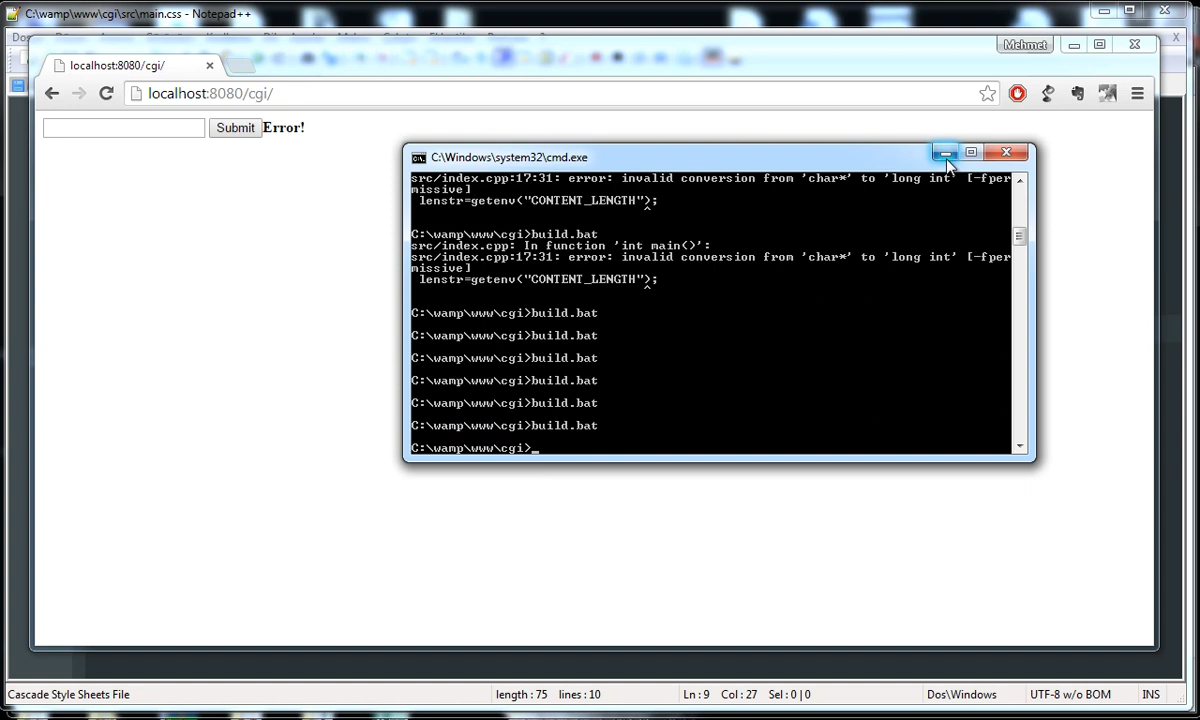 C:\wamp\www\cgi\src\main.css - Notepad++
Mehmet
localhost:8080/cgi/
localhost:8080/cgi/
Submit Error!
C:\Windows\system32\cmd.exe
src/index.cpp:17:31: error: invalid conversion from 'char*' to 'long int' [-fper
missive]
lenstr=getenv("CONTENT_LENGTH");
^
C:\wamp\www\cgi>build.bat
src/index.cpp: In function 'int main()':
src/index.cpp:17:31: error: invalid conversion from 'char*' to 'long int' [-fper
missive]
lenstr=getenv("CONTENT_LENGTH");
^
C:\wamp\www\cgi>build.bat
C:\wamp\www\cgi>build.bat
C:\wamp\www\cgi>build.bat
C:\wamp\www\cgi>build.bat
C:\wamp\www\cgi>build.bat
C:\wamp\www\cgi>build.bat
C:\wamp\www\cgi>_
Cascade Style Sheets File length : 75 lines : 10 Ln : 9 Col : 27 Sel : 0 | 0 Dos\Windows UTF-8 w/o BOM INS